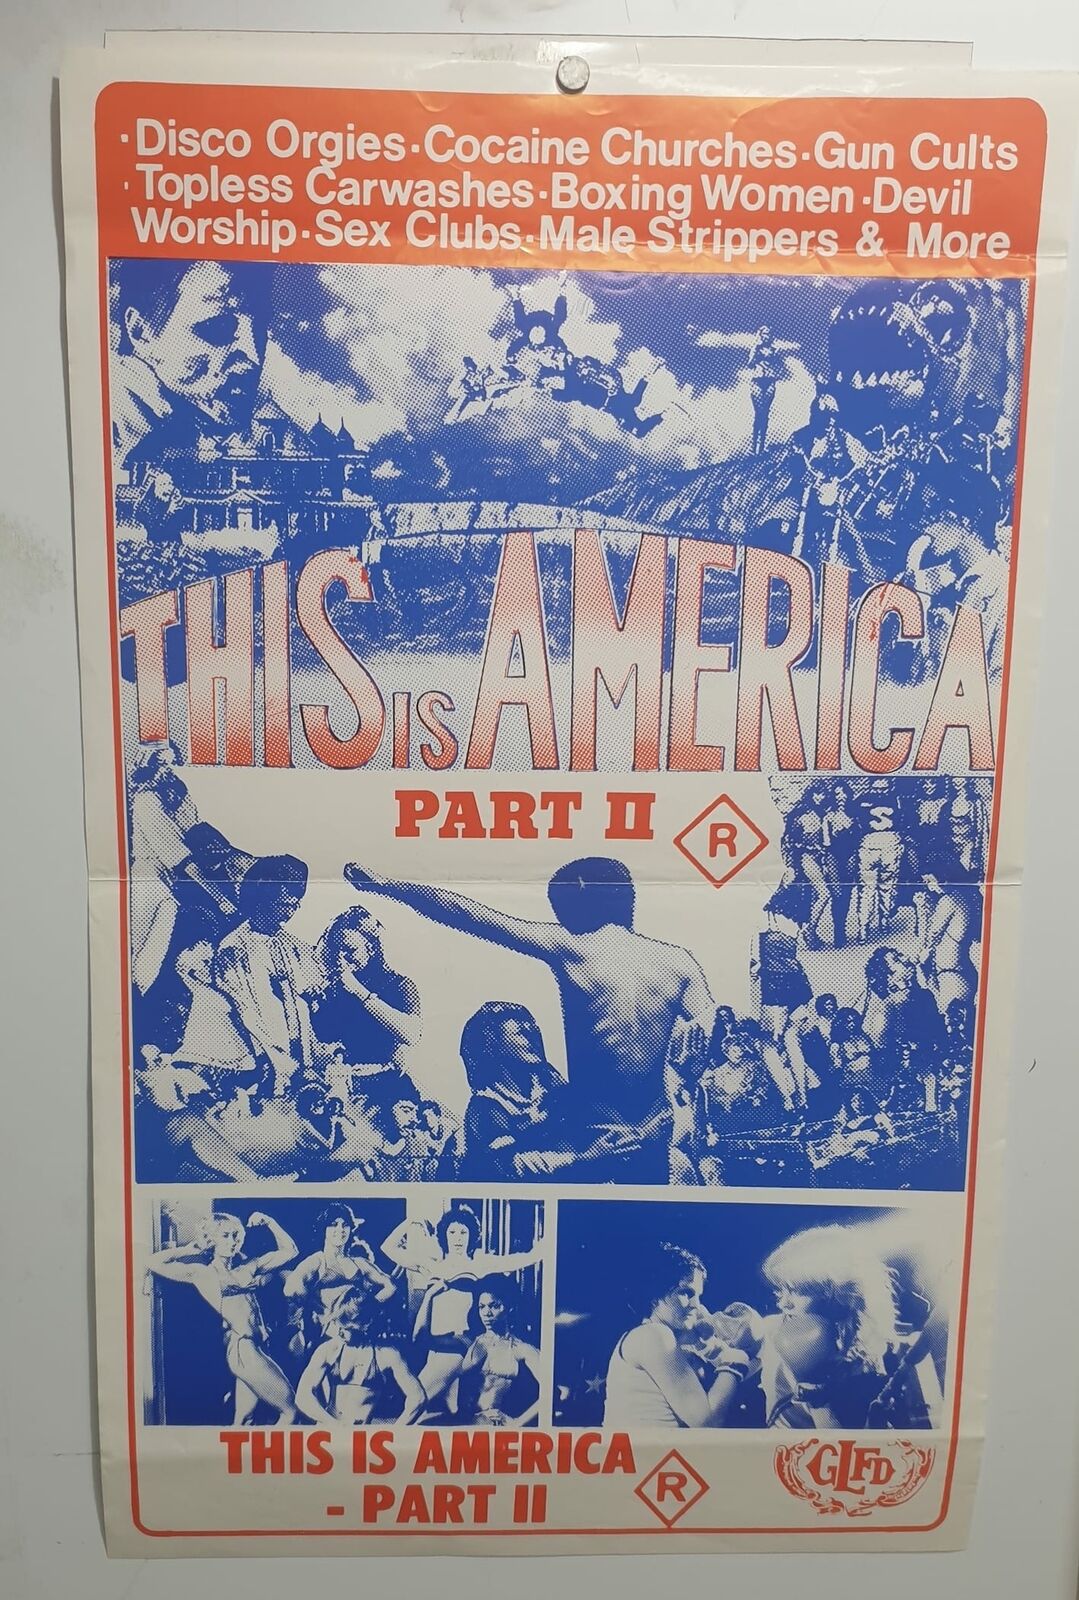 ·Disco Orgies·Cocaine Churches·Gun Cults
·Topless Carwashes·Boxing Women·Devil
Worship·Sex Clubs·Male Strippers & More
THIS IS AMERICA
PART II
R
S
THIS IS AMERICA
- PART II
R
GLFD